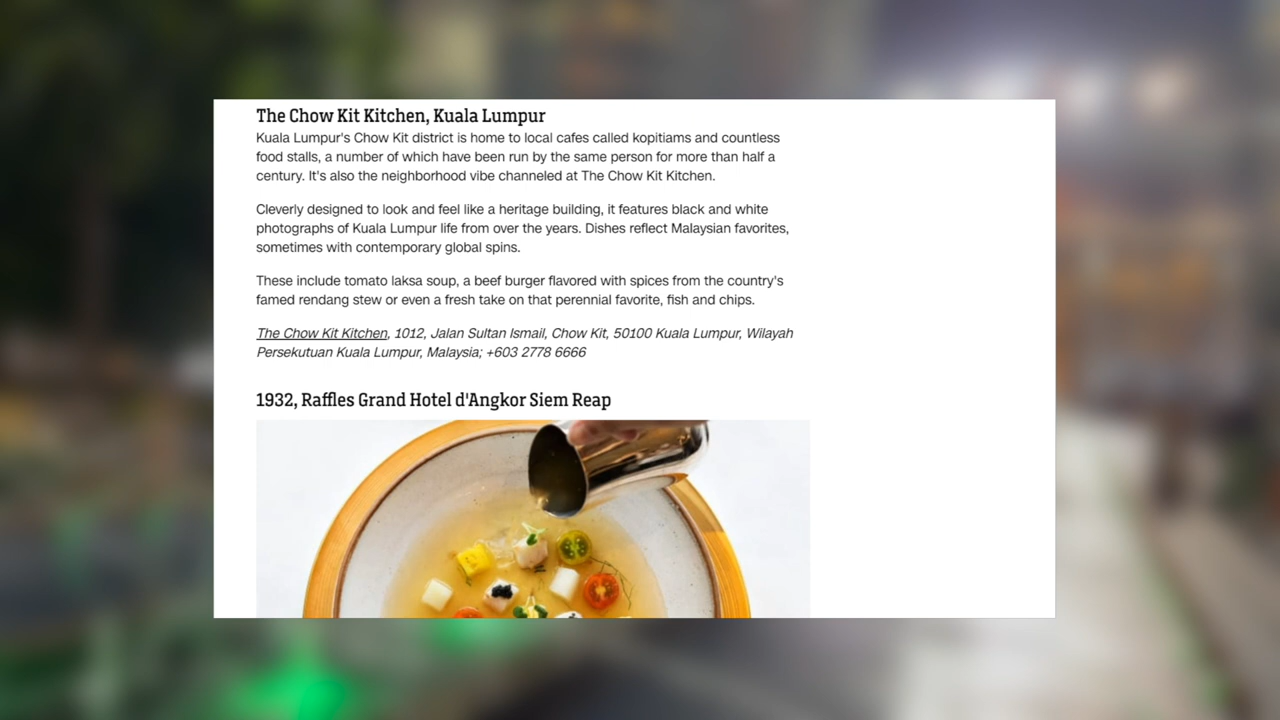 The Chow Kit Kitchen, Kuala Lumpur
Kuala Lumpur's Chow Kit district is home to local cafes called kopitiams and countless
food stalls, a number of which have been run by the same person for more than half a
century. It's also the neighborhood vibe channeled at The Chow Kit Kitchen.
Cleverly designed to look and feel like a heritage building, it features black and white
photographs of Kuala Lumpur life from over the years. Dishes reflect Malaysian favorites,
sometimes with contemporary global spins.
These include tomato laksa soup, a beef burger flavored with spices from the country's
famed rendang stew or even a fresh take on that perennial favorite, fish and chips.
The Chow Kit Kitchen, 1012, Jalan Sultan Ismail, Chow Kit, 50100 Kuala Lumpur, Wilayah
Persekutuan Kuala Lumpur, Malaysia; +603 2778 6666
1932, Raffles Grand Hotel d'Angkor Siem Reap